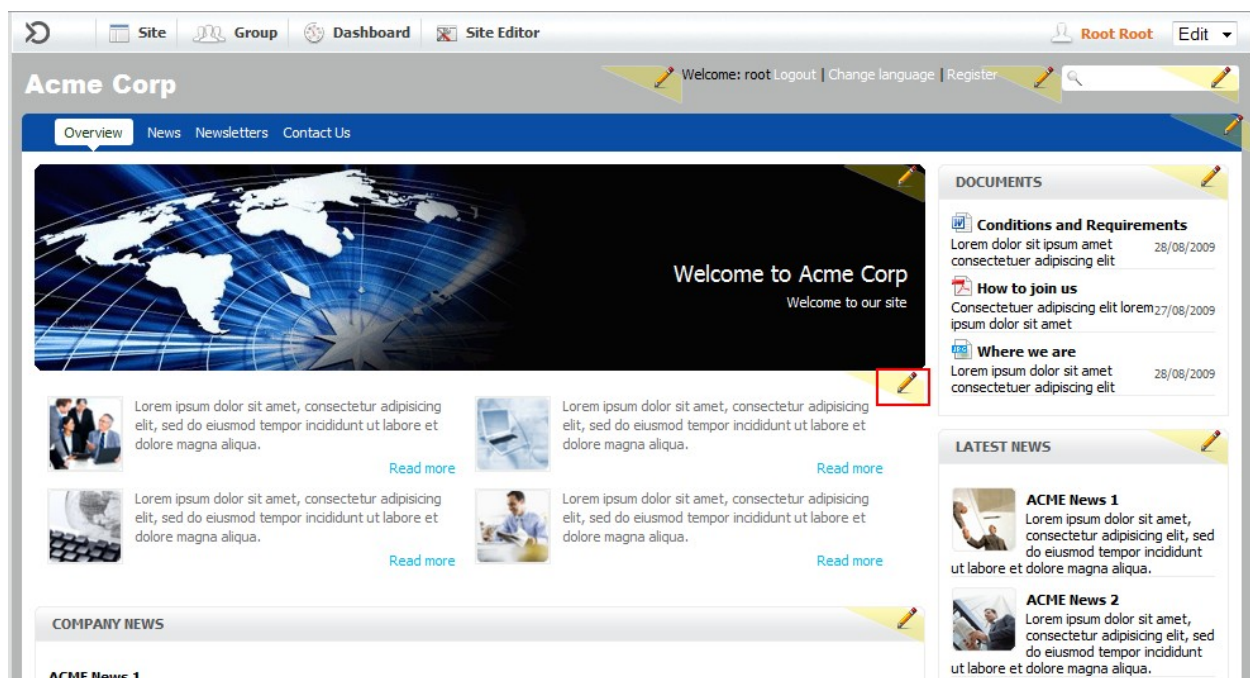 Site Group Dashboard Site Editor Root Root Edit
Acme Corp
Welcome: root Logout | Change language | Register
Overview News Newsletters Contact Us
Welcome to Acme Corp
Welcome to our site
Lorem ipsum dolor sit amet, consectetur adipisicing
elit, sed do eiusmod tempor incididunt ut labore et
dolore magna aliqua.
Read more
Lorem ipsum dolor sit amet, consectetur adipisicing
elit, sed do eiusmod tempor incididunt ut labore et
dolore magna aliqua.
Read more
Lorem ipsum dolor sit amet, consectetur adipisicing
elit, sed do eiusmod tempor incididunt ut labore et
dolore magna aliqua.
Read more
Lorem ipsum dolor sit amet, consectetur adipisicing
elit, sed do eiusmod tempor incididunt ut labore et
dolore magna aliqua.
Read more
COMPANY NEWS
ACME News 1
DOCUMENTS
Conditions and Requirements
Lorem dolor sit ipsum amet
consectetuer adipiscing elit
28/08/2009
How to join us
Consectetuer adipiscing elit lorem
ipsum dolor sit amet
27/08/2009
Where we are
Lorem ipsum dolor sit amet
consectetuer adipiscing elit
28/08/2009
LATEST NEWS
ACME News 1
Lorem ipsum dolor sit amet,
consectetur adipisicing elit, sed
do eiusmod tempor incididunt
ut labore et dolore magna aliqua.
ACME News 2
Lorem ipsum dolor sit amet,
consectetur adipisicing elit, sed
do eiusmod tempor incididunt
ut labore et dolore magna aliqua.